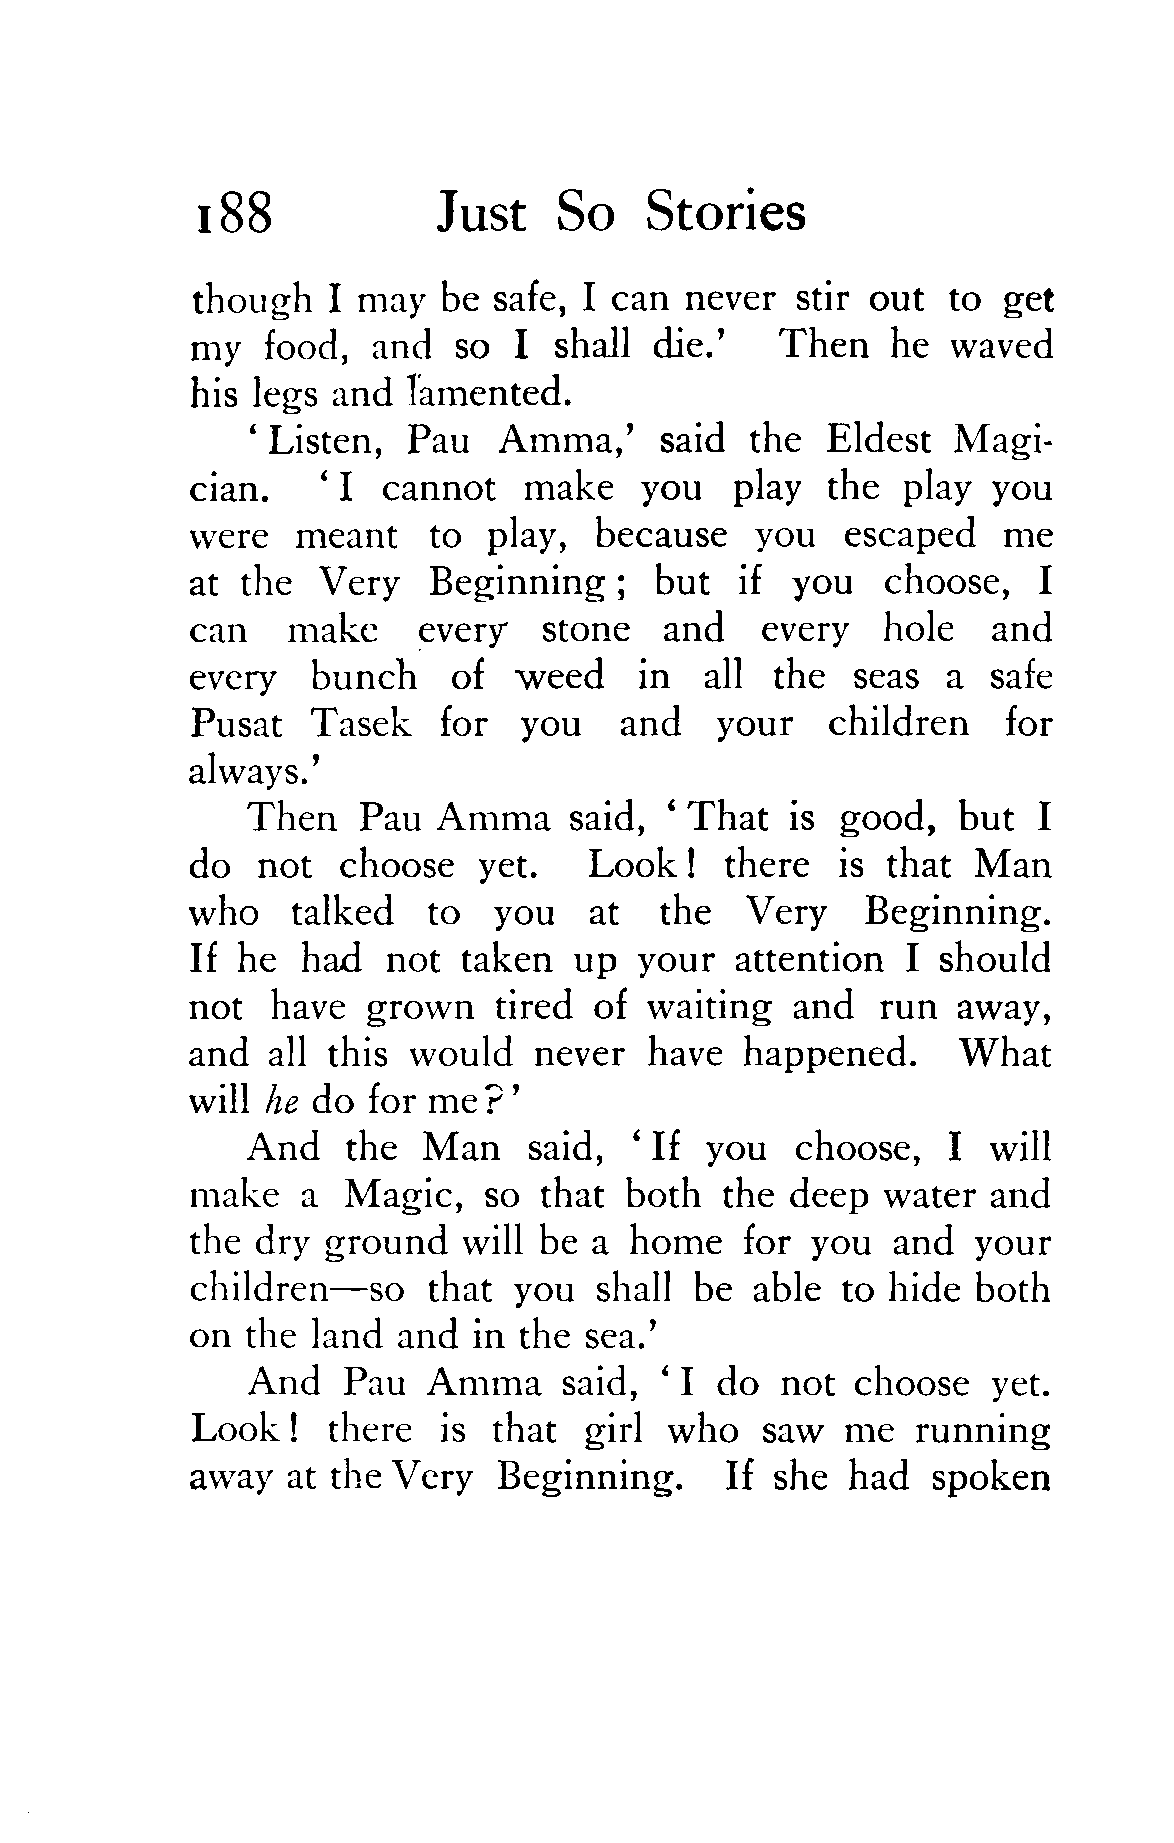 188 Just So Stories
though I may be safe, I can never stir out to get
my food, and so I shall die.' Then he waved
his legs and lamented.
'Listen, Pau Amma,' said the Eldest Magi-
cian. 'I cannot make you play the play you
were meant to play, because you escaped me
at the Very Beginning; but if you choose, I
can make every stone and every hole and
every bunch of weed in all the seas a safe
Pusat Tasek for you and your children for
always.'
Then Pau Amma said, 'That is good, but I
do not choose yet. Look! there is that Man
who talked to you at the Very Beginning.
If he had not taken up your attention I should
not have grown tired of waiting and run away,
and all this would never have happened. What
will he do for me?'
And the Man said, 'If you choose, I will
make a Magic, so that both the deep water and
the dry ground will be a home for you and your
children—so that you shall be able to hide both
on the land and in the sea.'
And Pau Amma said, 'I do not choose yet.
Look! there is that girl who saw me running
away at the Very Beginning. If she had spoken